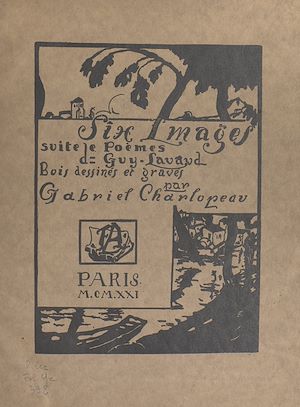 Six Images
suite de Poèmes
de Guy-Lavaud
Bois dessinés et gravés
par
Gabriel Charlopeau
PARIS.
M.CM.XXI